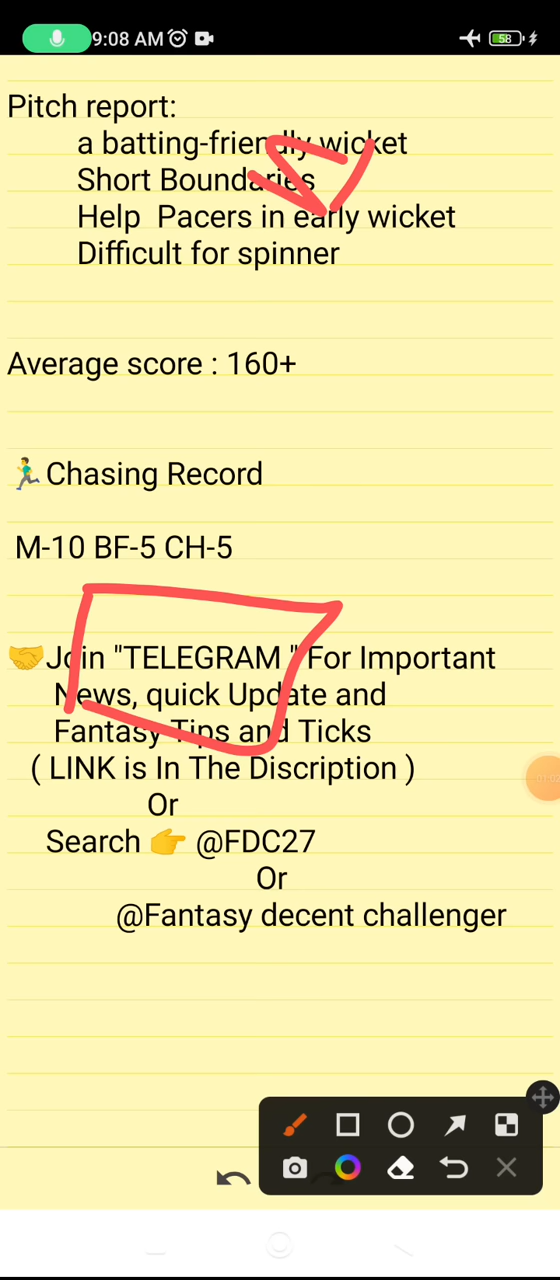 9:08 AM
58
Pitch report:
a batting-friendly wicket
Short Boundaries
Help Pacers in early wicket
Difficult for spinner
Average score : 160+
🏃‍♂️Chasing Record
M-10 BF-5 CH-5
🤝Join "TELEGRAM " For Important
News, quick Update and
Fantasy Tips and Ticks
( LINK is In The Discription )
Or
Search 👉 @FDC27
Or
@Fantasy decent challenger